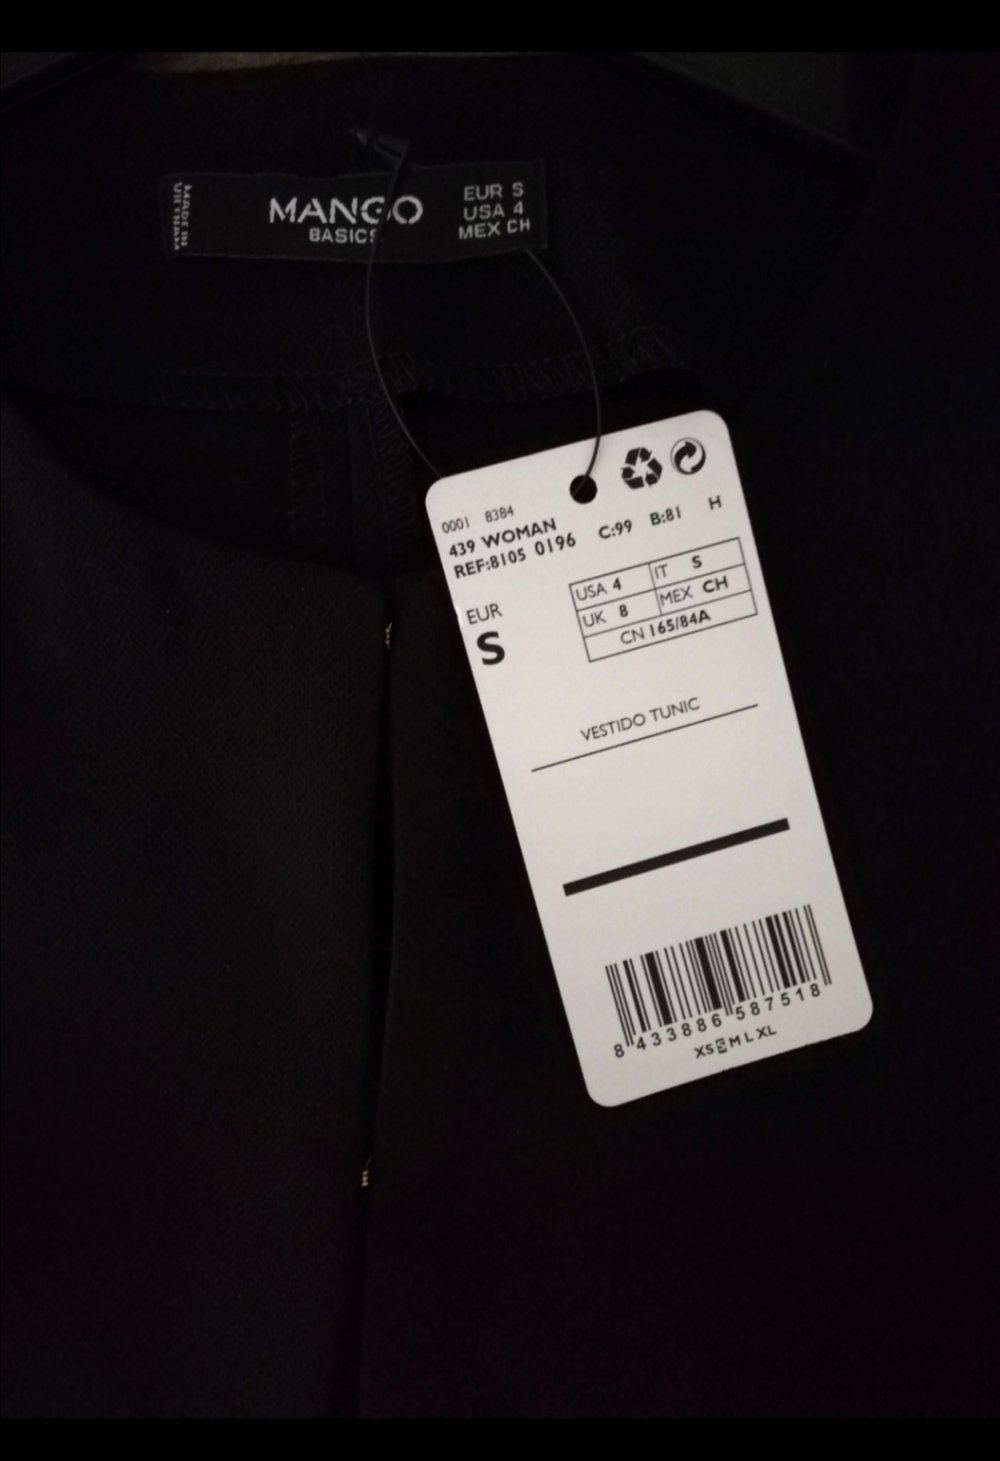 MADE IN
VIETNAM
MANGO
BASICS
EUR S
USA 4
MEX CH
0001 8384
439 WOMAN
REF:8105 0196 C:99 B:81 H
EUR
S
USA 4 IT S
UK 8 MEX CH
CN 165/84A
VESTIDO TUNIC
8 433886 587518
XS S M L XL